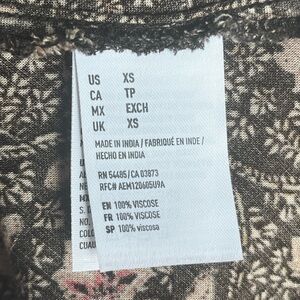 US XS
CA TP
MX EXCH
UK XS
MADE IN INDIA / FABRIQUÉ EN INDE /
HECHO EN INDIA
RN 54485/CA 03873
RFC# AEM120605U9A
EN 100% VISCOSE
FR 100% VISCOSE
SP 100% viscosa